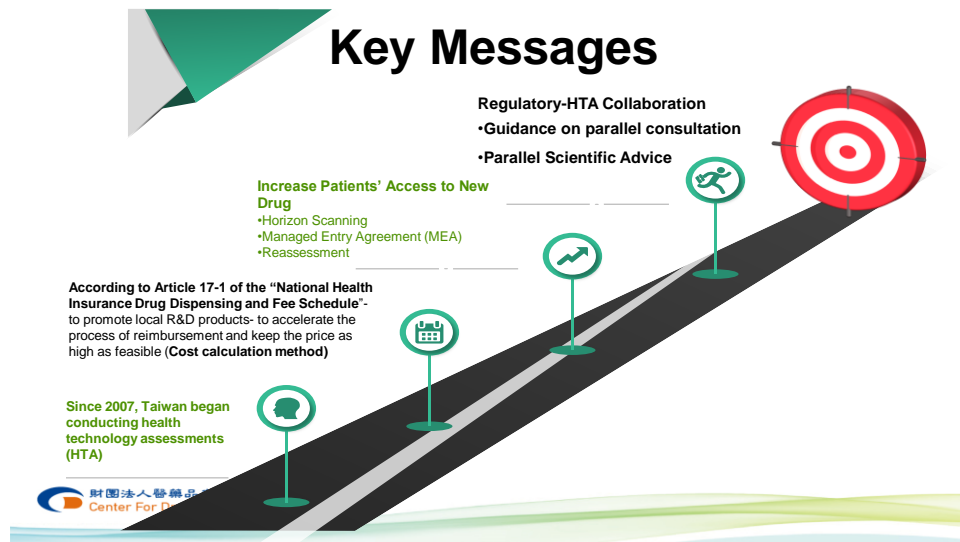 Key Messages
Regulatory-HTA Collaboration
•Guidance on parallel consultation
•Parallel Scientific Advice
Increase Patients' Access to New
Drug
•Horizon Scanning
•Managed Entry Agreement (MEA)
•Reassessment
According to Article 17-1 of the “National Health
Insurance Drug Dispensing and Fee Schedule”-
to promote local R&D products- to accelerate the
process of reimbursement and keep the price as
high as feasible (Cost calculation method)
Since 2007, Taiwan began
conducting health
technology assessments
(HTA)
財團法人醫藥品
Center For